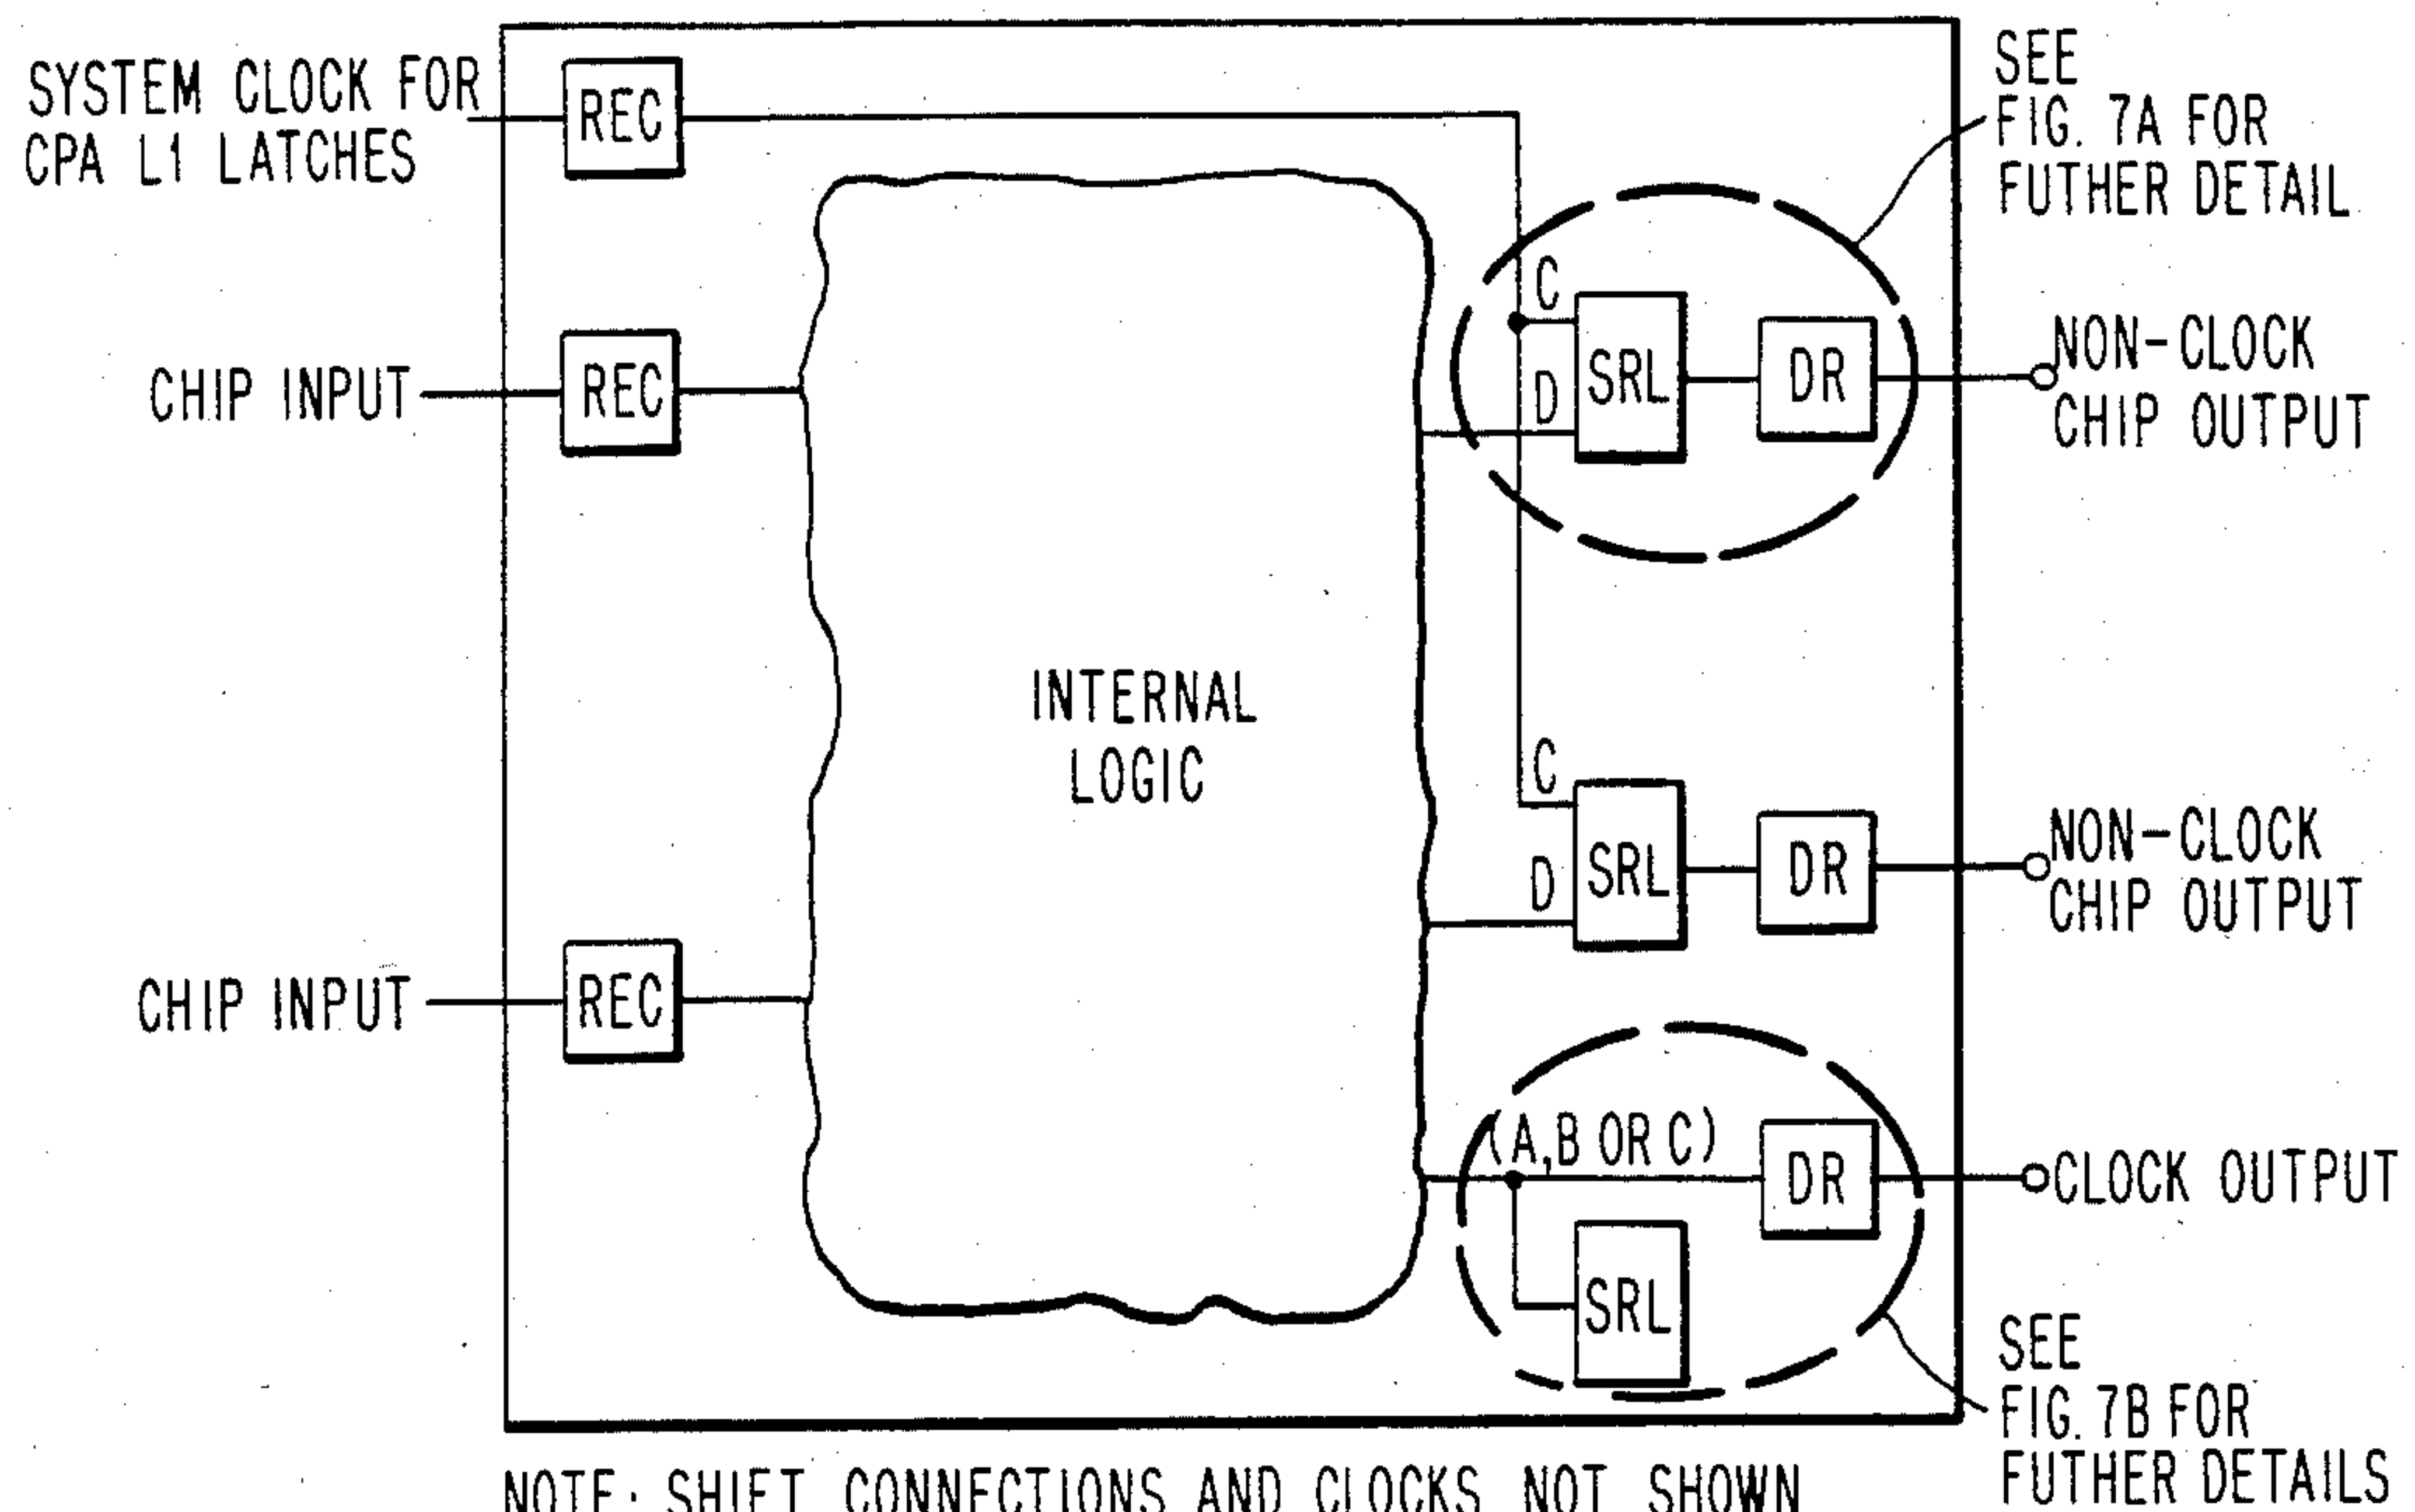 SYSTEM CLOCK FOR
CPA L1 LATCHES
REC
SEE
FIG. 7A FOR
FUTHER DETAIL
CHIP INPUT
REC
C
D
SRL
DR
NON-CLOCK
CHIP OUTPUT
INTERNAL
LOGIC
C
D
SRL
DR
NON-CLOCK
CHIP OUTPUT
CHIP INPUT
REC
(A,B OR C)
DR
CLOCK OUTPUT
SRL
SEE
FIG. 7B FOR
FUTHER DETAILS
NOTE: SHIFT CONNECTIONS AND CLOCKS NOT SHOWN